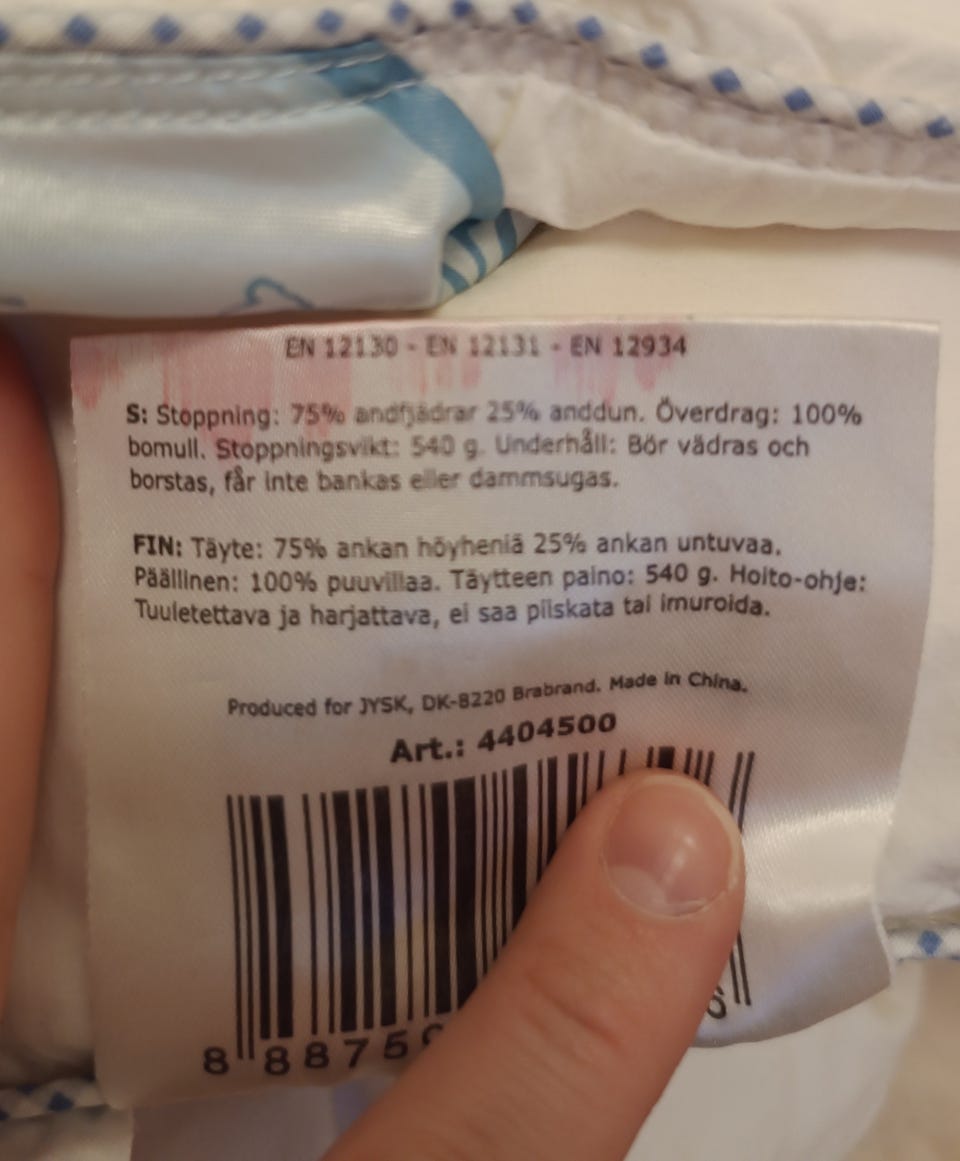 EN 12130 - EN 12131 - EN 12934
S: Stoppning: 75% andfjädrar 25% anddun. Överdrag: 100%
bomull. Stoppningsvikt: 540 g. Underhåll: Bör vädras och
borstas, får inte bankas eller dammsugas.
FIN: Täyte: 75% ankan höyheniä 25% ankan untuvaa.
Päällinen: 100% puuvillaa. Täytteen paino: 540 g. Hoito-ohje:
Tuuletettava ja harjattava, ei saa piiskata tai imuroida.
Produced for JYSK, DK-8220 Brabrand. Made in China.
Art.: 4404500
8 8875 6